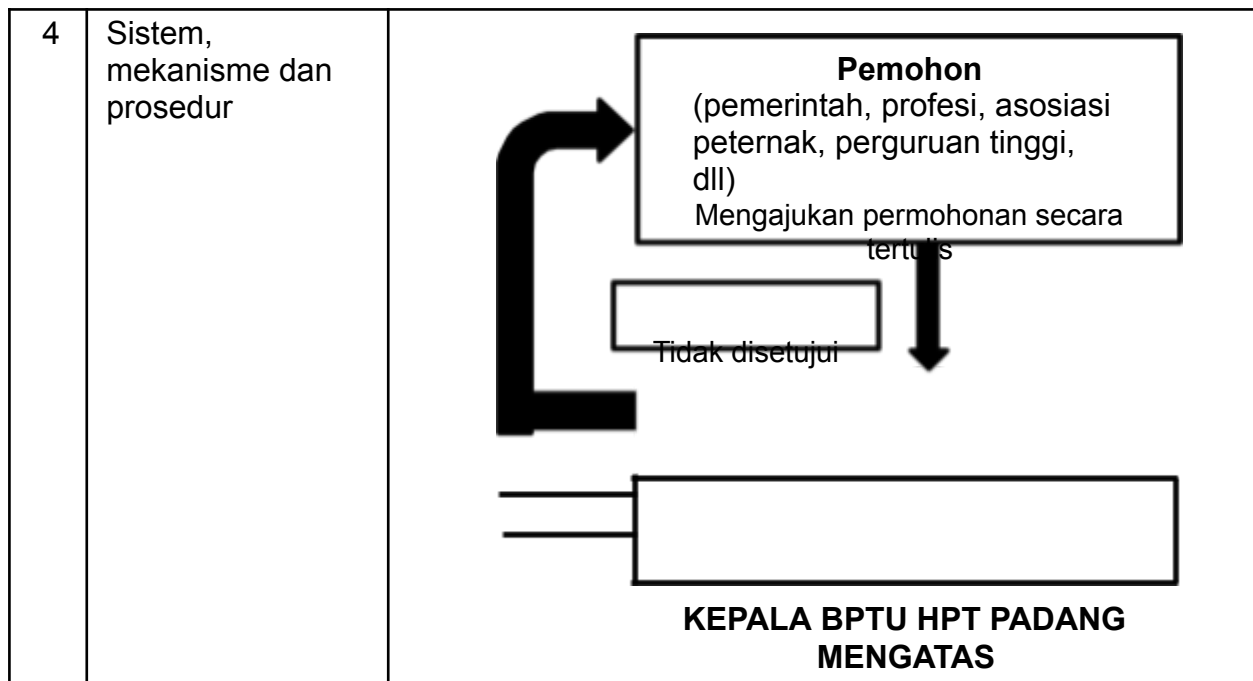 4
Sistem,
mekanisme dan
prosedur
Pemohon
(pemerintah, profesi, asosiasi
peternak, perguruan tinggi,
dll)
Mengajukan permohonan secara
tertulis
Tidak disetujui
KEPALA BPTU HPT PADANG
MENGATAS